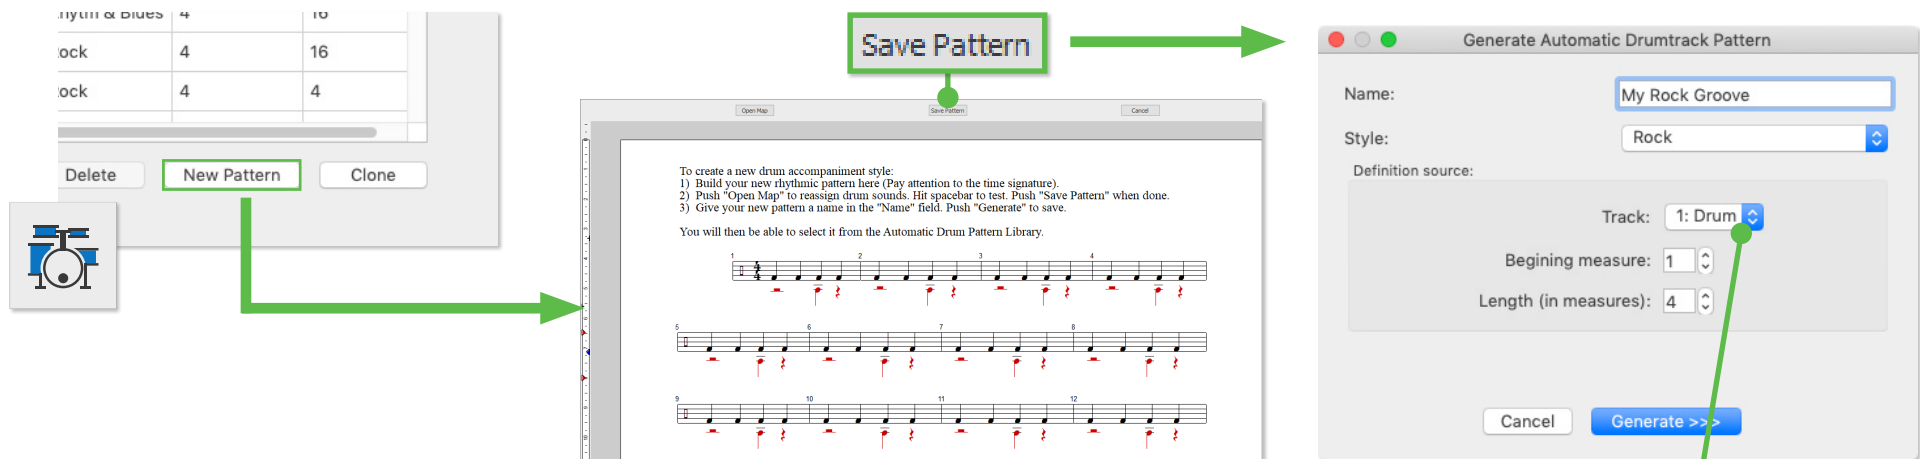 Rhythm & Blues 4 16
ock 4 16
ock 4 4
Delete New Pattern Clone
Save Pattern
Open Map Save Pattern Cancel
To create a new drum accompaniment style:
1) Build your new rhythmic pattern here (Pay attention to the time signature).
2) Push "Open Map" to reassign drum sounds. Hit spacebar to test. Push "Save Pattern" when done.
3) Give your new pattern a name in the "Name" field. Push "Generate" to save.
You will then be able to select it from the Automatic Drum Pattern Library.
1 2 3 4
4
4
5 6 7 8
9 10 11 12
Generate Automatic Drumtrack Pattern
Name: My Rock Groove
Style: Rock
Definition source:
Track: 1: Drum
Begining measure: 1
Length (in measures): 4
Cancel Generate >>>